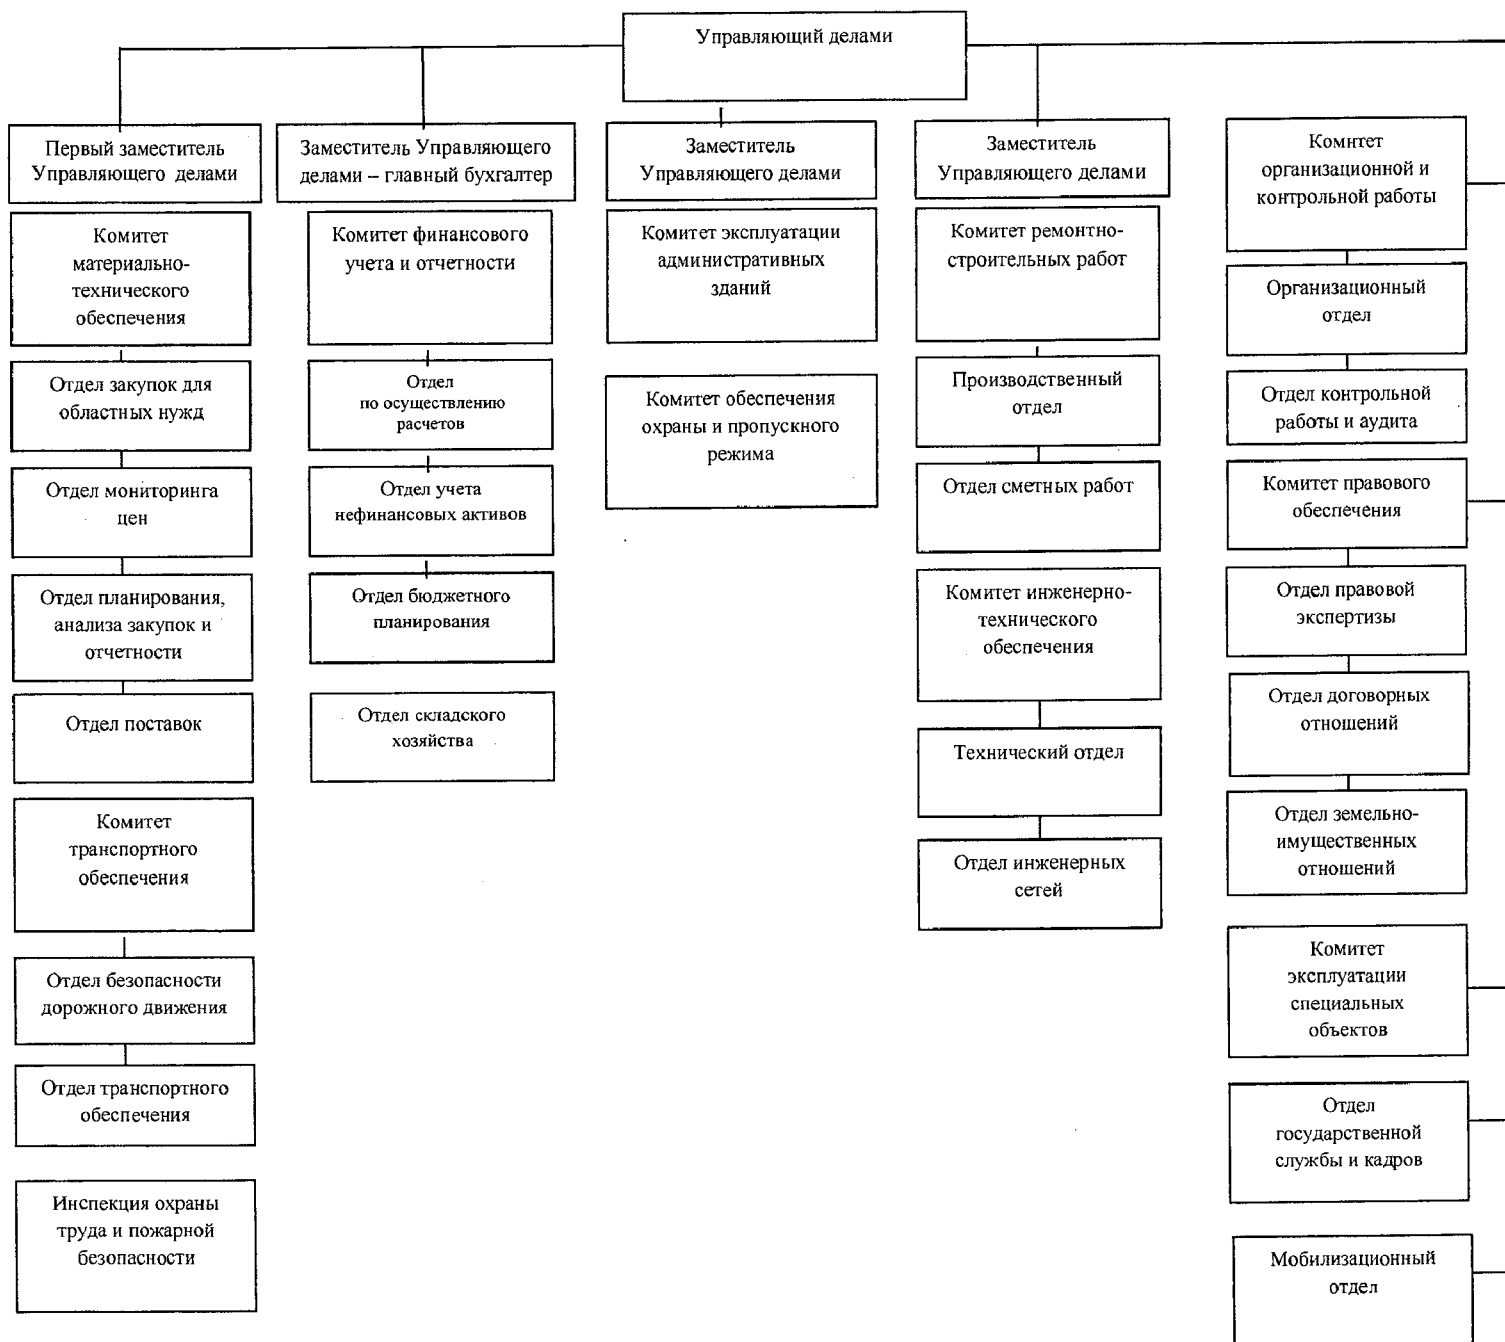 Управляющий делами
Первый заместитель
Управляющего делами
Комитет
материально-
технического
обеспечения
Отдел закупок для
областных нужд
Отдел мониторинга
цен
Отдел планирования,
анализа закупок и
отчетности
Отдел поставок
Комитет
транспортного
обеспечения
Отдел безопасности
дорожного движения
Отдел транспортного
обеспечения
Инспекция охраны
труда и пожарной
безопасности
Заместитель Управляющего
делами – главный бухгалтер
Комитет финансового
учета и отчетности
Отдел
по осуществлению
расчетов
Отдел учета
нефинансовых активов
Отдел бюджетного
планирования
Отдел складского
хозяйства
Заместитель
Управляющего делами
Комитет эксплуатации
административных
зданий
Комитет обеспечения
охраны и пропускного
режима
Заместитель
Управляющего делами
Комитет ремонтно-
строительных работ
Производственный
отдел
Отдел сметных работ
Комитет инженерно-
технического
обеспечения
Технический отдел
Отдел инженерных
сетей
Комитет
организационной и
контрольной работы
Организационный
отдел
Отдел контрольной
работы и аудита
Комитет правового
обеспечения
Отдел правовой
экспертизы
Отдел договорных
отношений
Отдел земельно-
имущественных
отношений
Комитет
эксплуатации
специальных
объектов
Отдел
государственной
службы и кадров
Мобилизационный
отдел